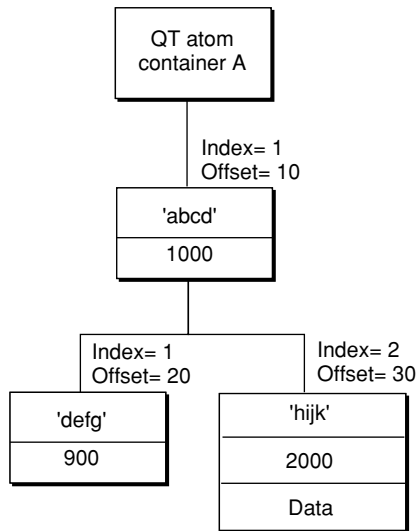 QT atom
container A
Index= 1
Offset= 10
'abcd'
1000
Index= 1
Offset= 20
Index= 2
Offset= 30
'defg'
900
'hijk'
2000
Data